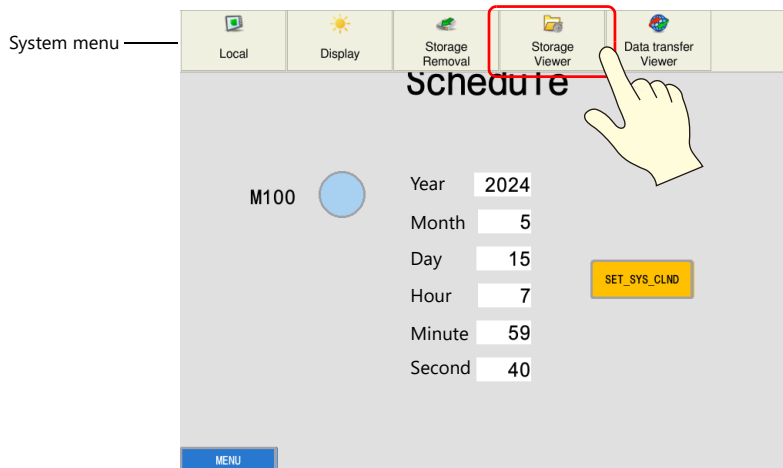 System menu
Local
Display
Storage
Removal
Storage
Viewer
Data transfer
Viewer
Schedule
M100
Year 2024
Month 5
Day 15
Hour 7
Minute 59
Second 40
SET_SYS_CLND
MENU